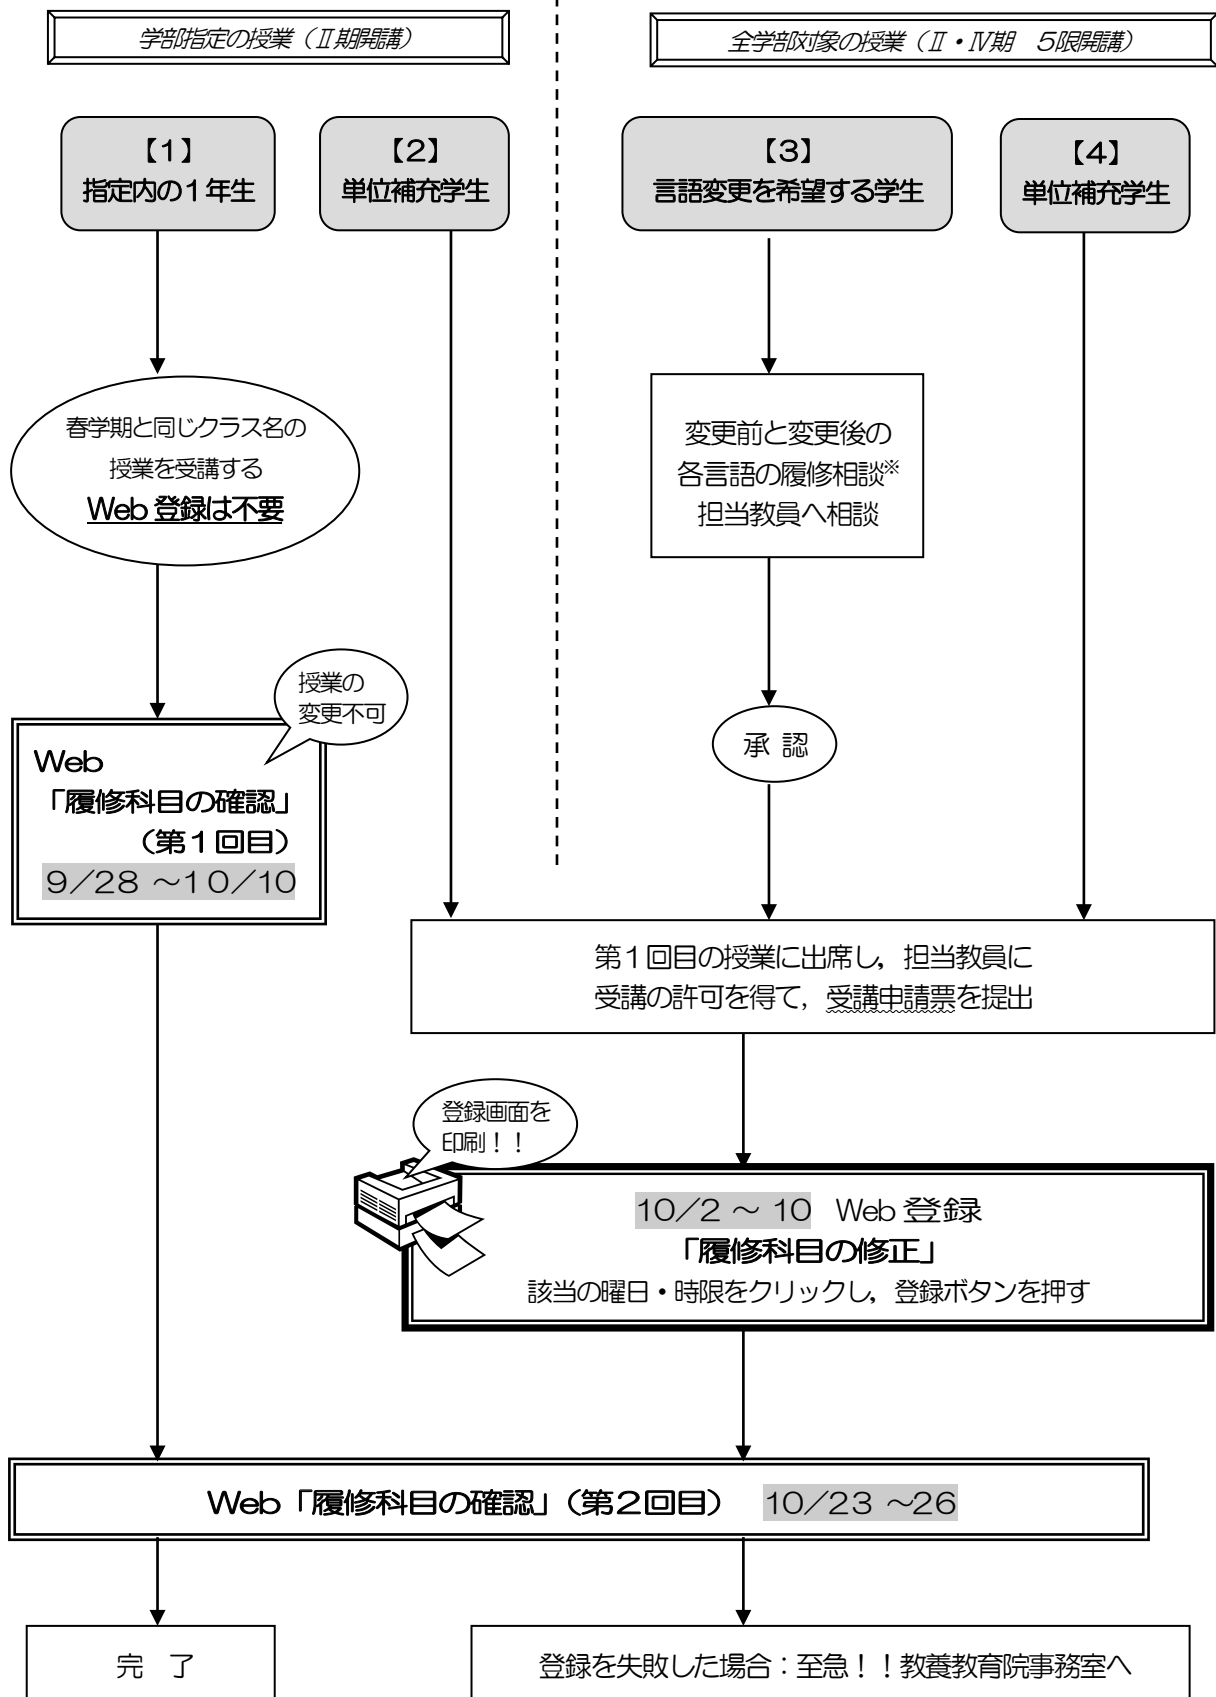 学部指定の授業（Ⅱ期開講）
全学部対象の授業（Ⅱ・Ⅳ期　５限開講）
【１】
指定内の１年生
【２】
単位補充学生
【３】
言語変更を希望する学生
【４】
単位補充学生
春学期と同じクラス名の
授業を受講する
Web 登録は不要
変更前と変更後の
各言語の履修相談※
担当教員へ相談
授業の
変更不可
承 認
Web
「履修科目の確認」
（第１回目）
９／２８ ～１０／１０
第１回目の授業に出席し，担当教員に
受講の許可を得て，受講申請票を提出
登録画面を
印刷！！
１０／２ ～ １０　Web 登録
「履修科目の修正」
該当の曜日・時限をクリックし，登録ボタンを押す
Web「履修科目の確認」（第２回目）　１０／２３ ～２６
完　了
登録を失敗した場合：至急！！教養教育院事務室へ